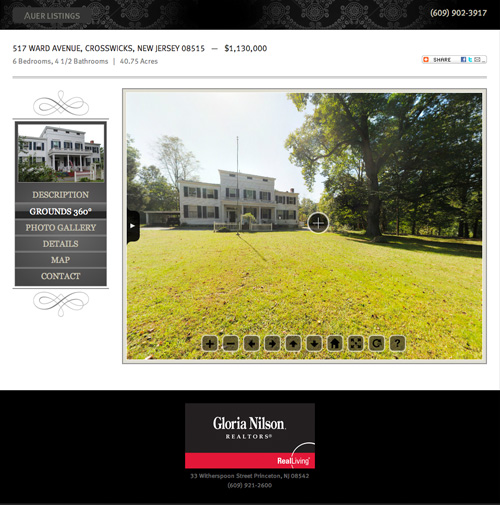 AUER LISTINGS
(609) 902-3917
517 WARD AVENUE, CROSSWICKS, NEW JERSEY 08515 — $1,130,000
6 Bedrooms, 4 1/2 Bathrooms | 40.75 Acres
SHARE
DESCRIPTION
GROUNDS 360°
PHOTO GALLERY
DETAILS
MAP
CONTACT
?
Gloria Nilson
REALTORS®
RealLiving
33 Witherspoon Street Princeton, NJ 08542
(609) 921-2600